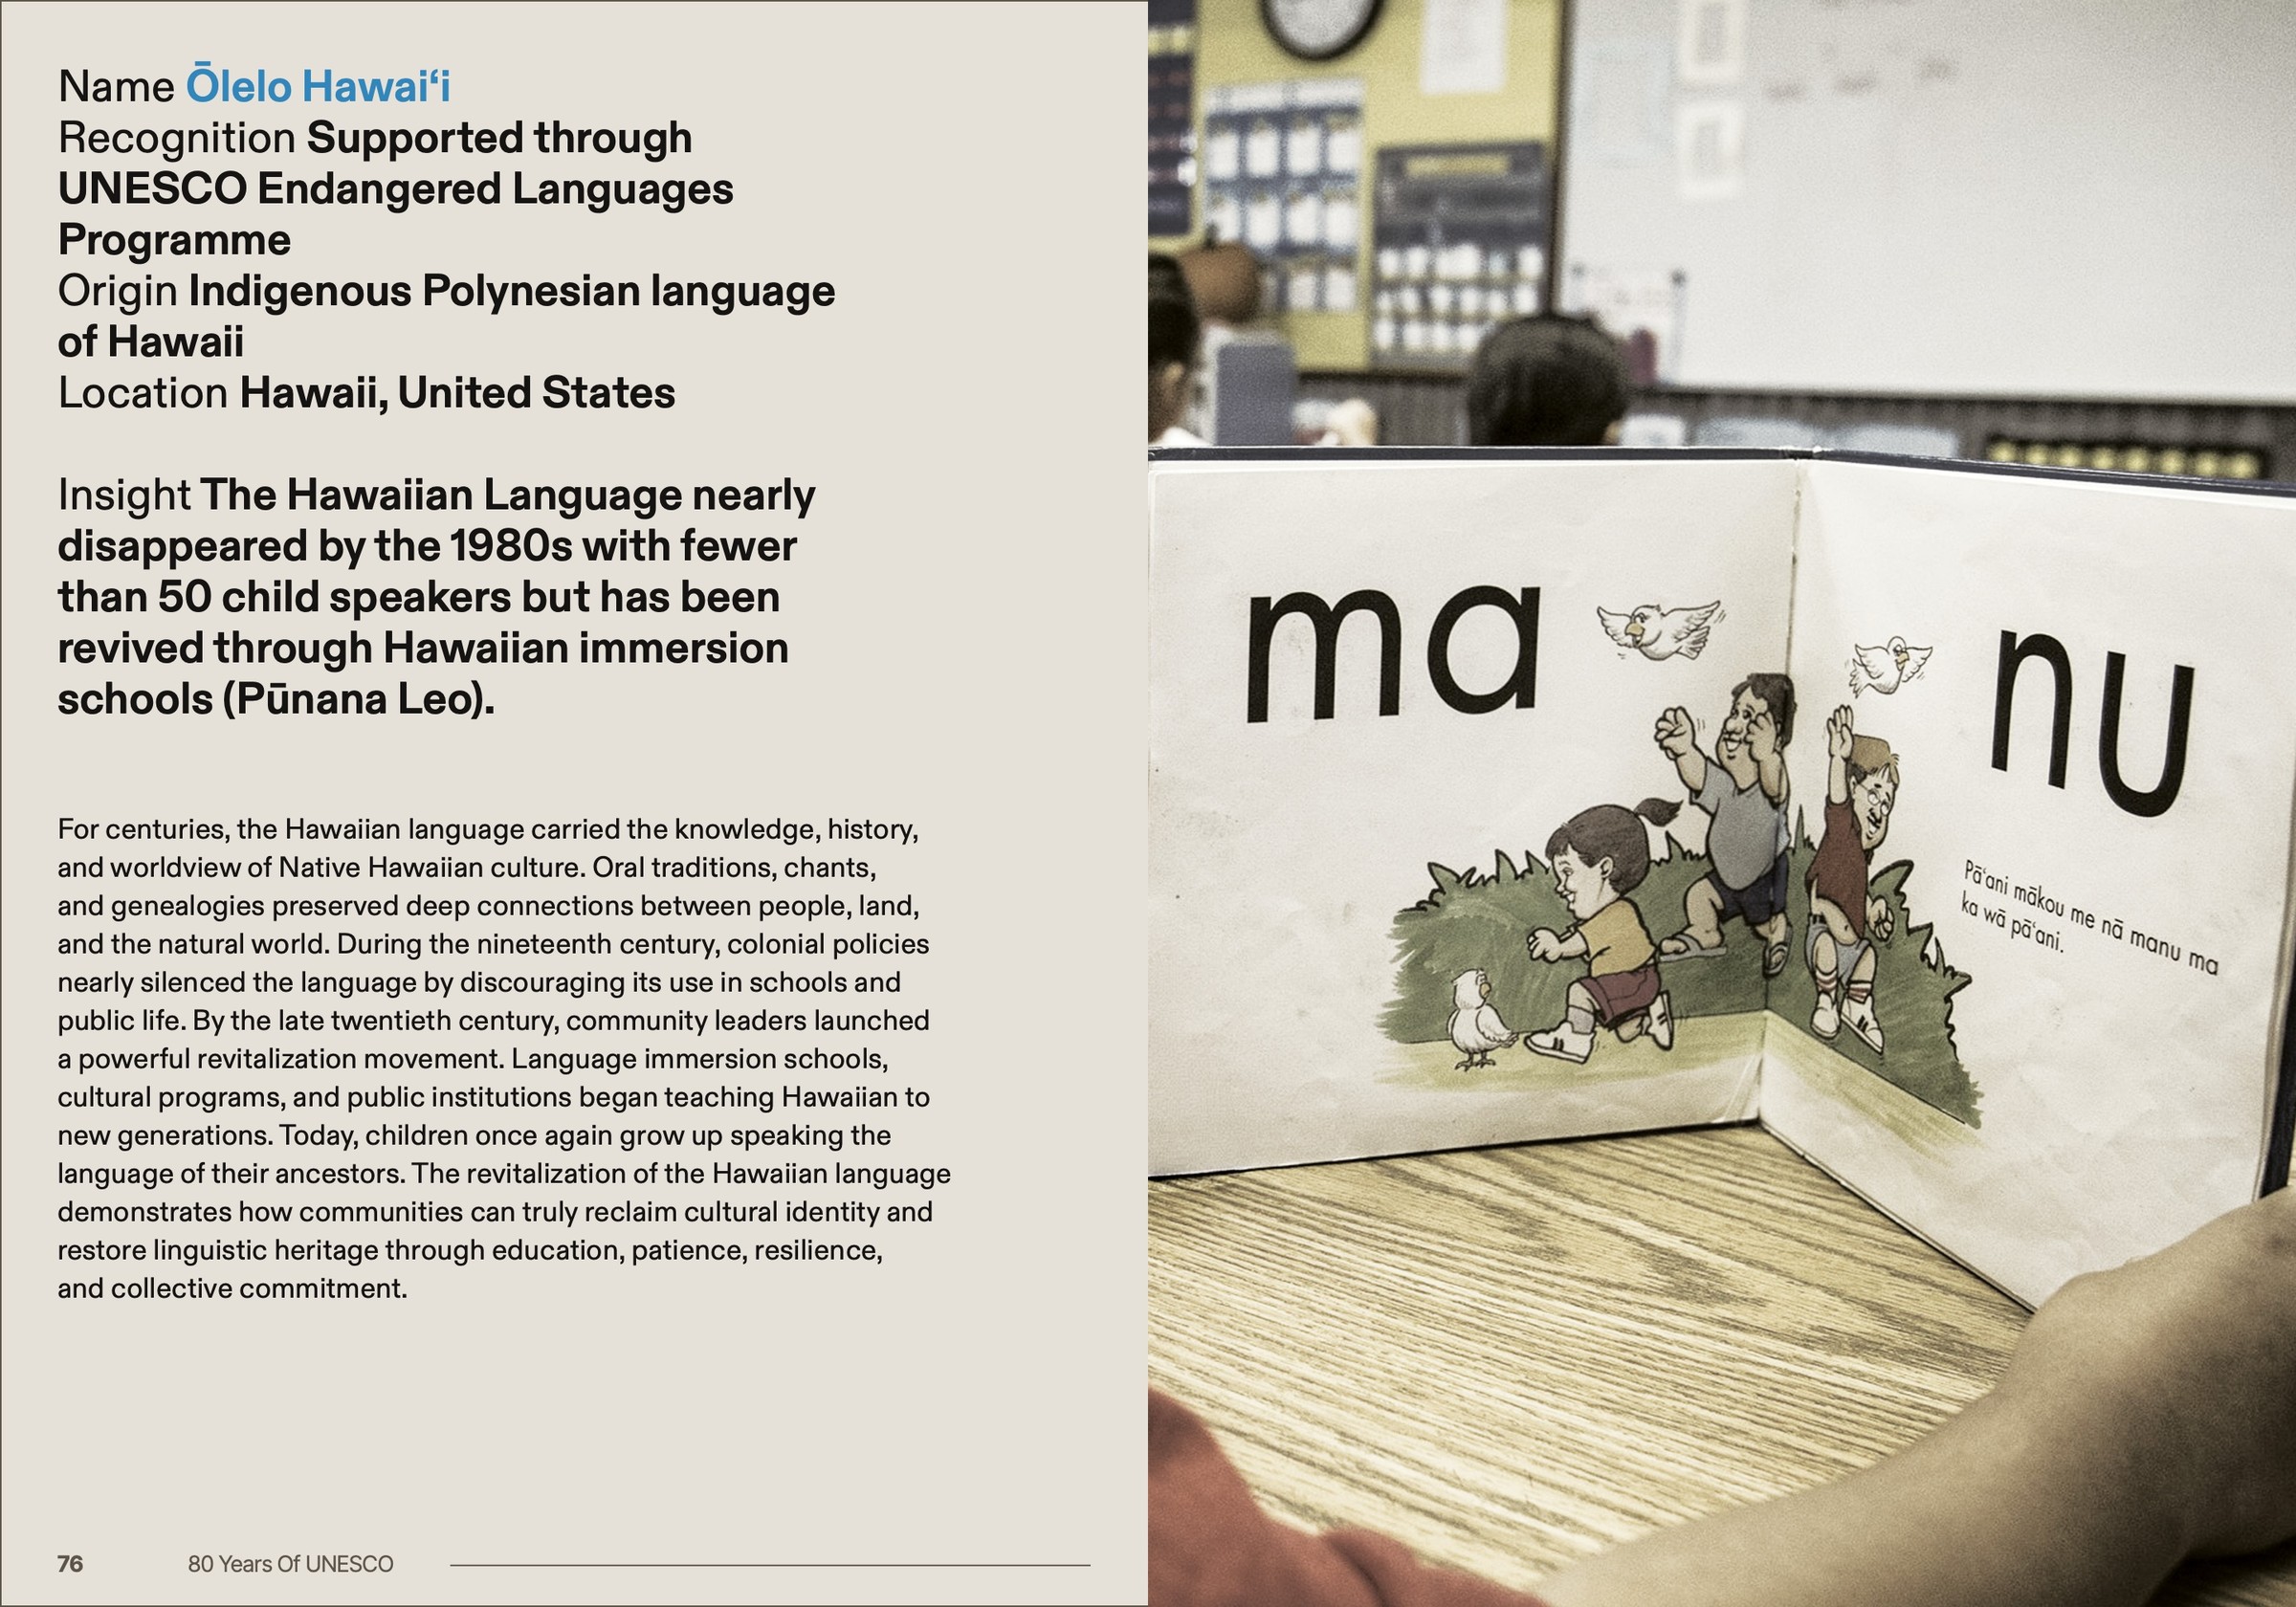 Name Ōlelo Hawaiʻi
Recognition Supported through
UNESCO Endangered Languages
Programme
Origin Indigenous Polynesian language
of Hawaii
Location Hawaii, United States
Insight The Hawaiian Language nearly
disappeared by the 1980s with fewer
than 50 child speakers but has been
revived through Hawaiian immersion
schools (Pūnana Leo).
For centuries, the Hawaiian language carried the knowledge, history,
and worldview of Native Hawaiian culture. Oral traditions, chants,
and genealogies preserved deep connections between people, land,
and the natural world. During the nineteenth century, colonial policies
nearly silenced the language by discouraging its use in schools and
public life. By the late twentieth century, community leaders launched
a powerful revitalization movement. Language immersion schools,
cultural programs, and public institutions began teaching Hawaiian to
new generations. Today, children once again grow up speaking the
language of their ancestors. The revitalization of the Hawaiian language
demonstrates how communities can truly reclaim cultural identity and
restore linguistic heritage through education, patience, resilience,
and collective commitment.
76 80 Years Of UNESCO
ma
nu
Pāʻani mākou me nā manu ma
ka wā pāʻani.